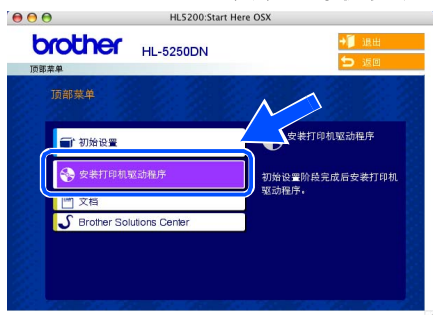 HL5200:Start Here OSX
brother HL-5250DN
退出
返回
顶部菜单
顶部菜单
初始设置
安装打印机驱动程序
文档
Brother Solutions Center
安装打印机驱动程序
初始设置阶段完成后安装打印机
驱动程序。